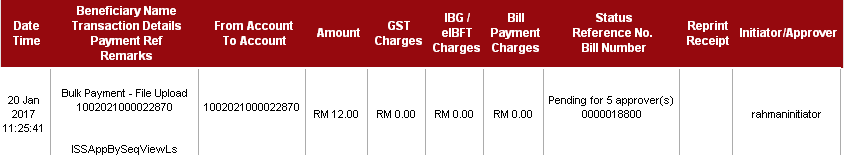 Date
Time
Beneficiary Name
Transaction Details
Payment Ref
Remarks
From Account
To Account
Amount
GST
Charges
IBG /
eIBFT
Charges
Bill
Payment
Charges
Status
Reference No.
Bill Number
Reprint
Receipt
Initiator/Approver
20 Jan
2017
11:25:41
Bulk Payment - File Upload
1002021000022870
ISSAppBySeqViewLs
1002021000022870
RM 12.00
RM 0.00
RM 0.00
RM 0.00
Pending for 5 approver(s)
0000018800
rahmaninitiator